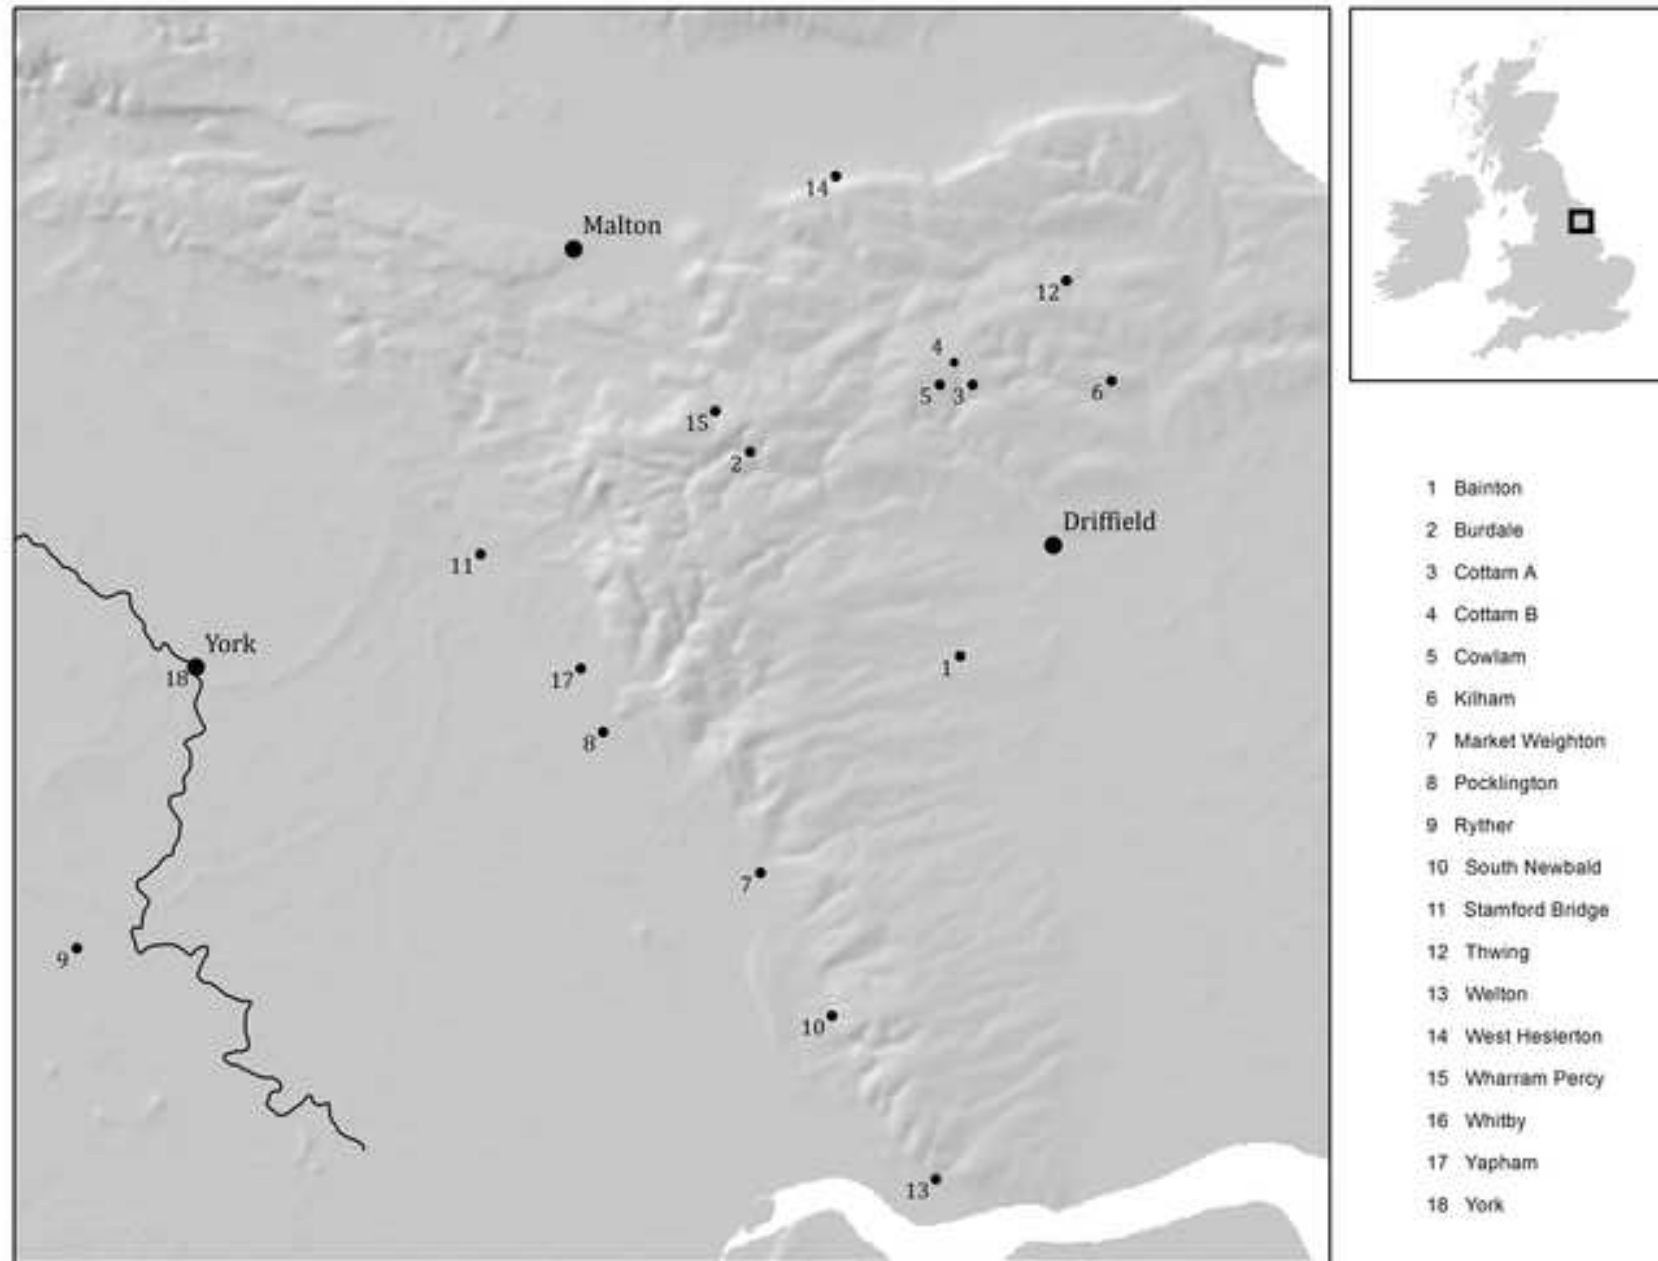 14
Malton
12
4
5
3
6
15
2
Driffield
11
York
18
17
1
8
7
9
10
13
1 Bainton
2 Burdale
3 Cottam A
4 Cottam B
5 Cowlam
6 Kilham
7 Market Weighton
8 Pocklington
9 Ryther
10 South Newbald
11 Stamford Bridge
12 Thwing
13 Welton
14 West Heslerton
15 Wharram Percy
16 Whitby
17 Yapham
18 York